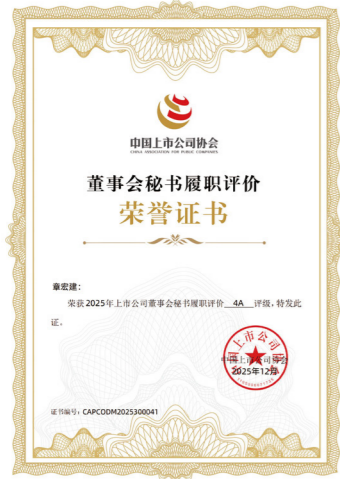 中国上市公司协会
CHINA ASSOCIATION FOR PUBLIC COMPANIES
董事会秘书履职评价
荣誉证书
章宏建：
荣获2025年上市公司董事会秘书履职评价 4A 评级，特发此
证。
中国上市公司协会
2025年12月
证书编号：CAPCODM2025300041